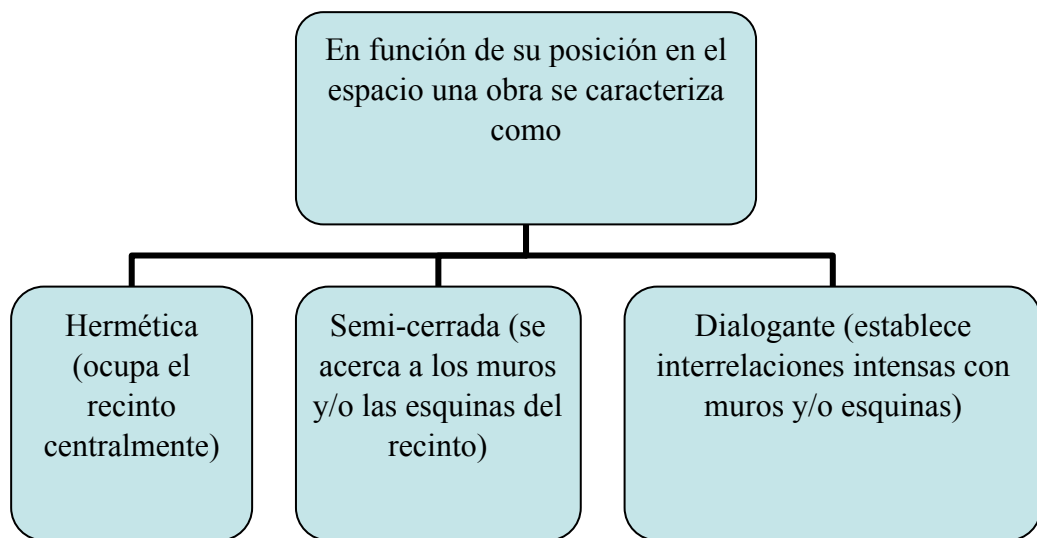 En función de su posición en el
espacio una obra se caracteriza
como
Hermética
(ocupa el
recinto
centralmente)
Semi-cerrada (se
acerca a los muros
y/o las esquinas del
recinto)
Dialogante (establece
interrelaciones intensas con
muros y/o esquinas)